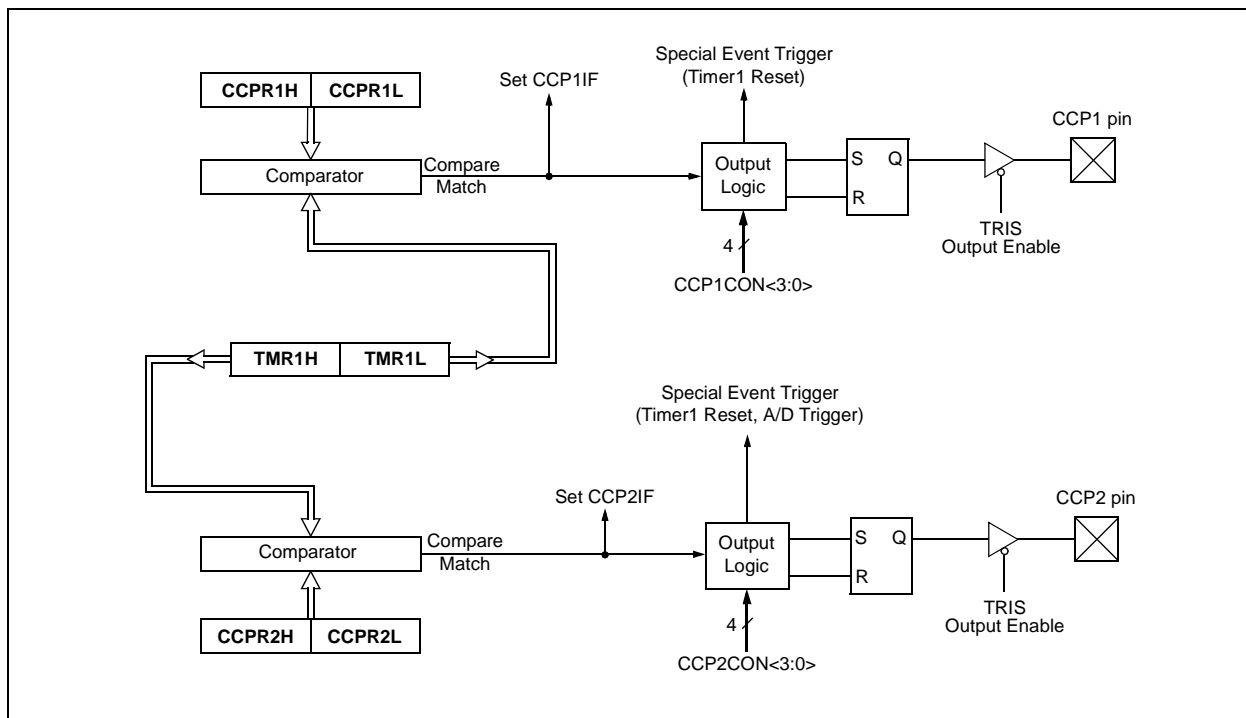 Special Event Trigger
(Timer1 Reset)
Set CCP1IF
CCPR1H CCPR1L
CCP1 pin
Comparator
Compare
Match
Output
Logic
S Q
R
TRIS
Output Enable
4
CCP1CON<3:0>
TMR1H TMR1L
Special Event Trigger
(Timer1 Reset, A/D Trigger)
Set CCP2IF
CCP2 pin
Comparator
Compare
Match
Output
Logic
S Q
R
TRIS
Output Enable
4
CCPR2H CCPR2L
CCP2CON<3:0>